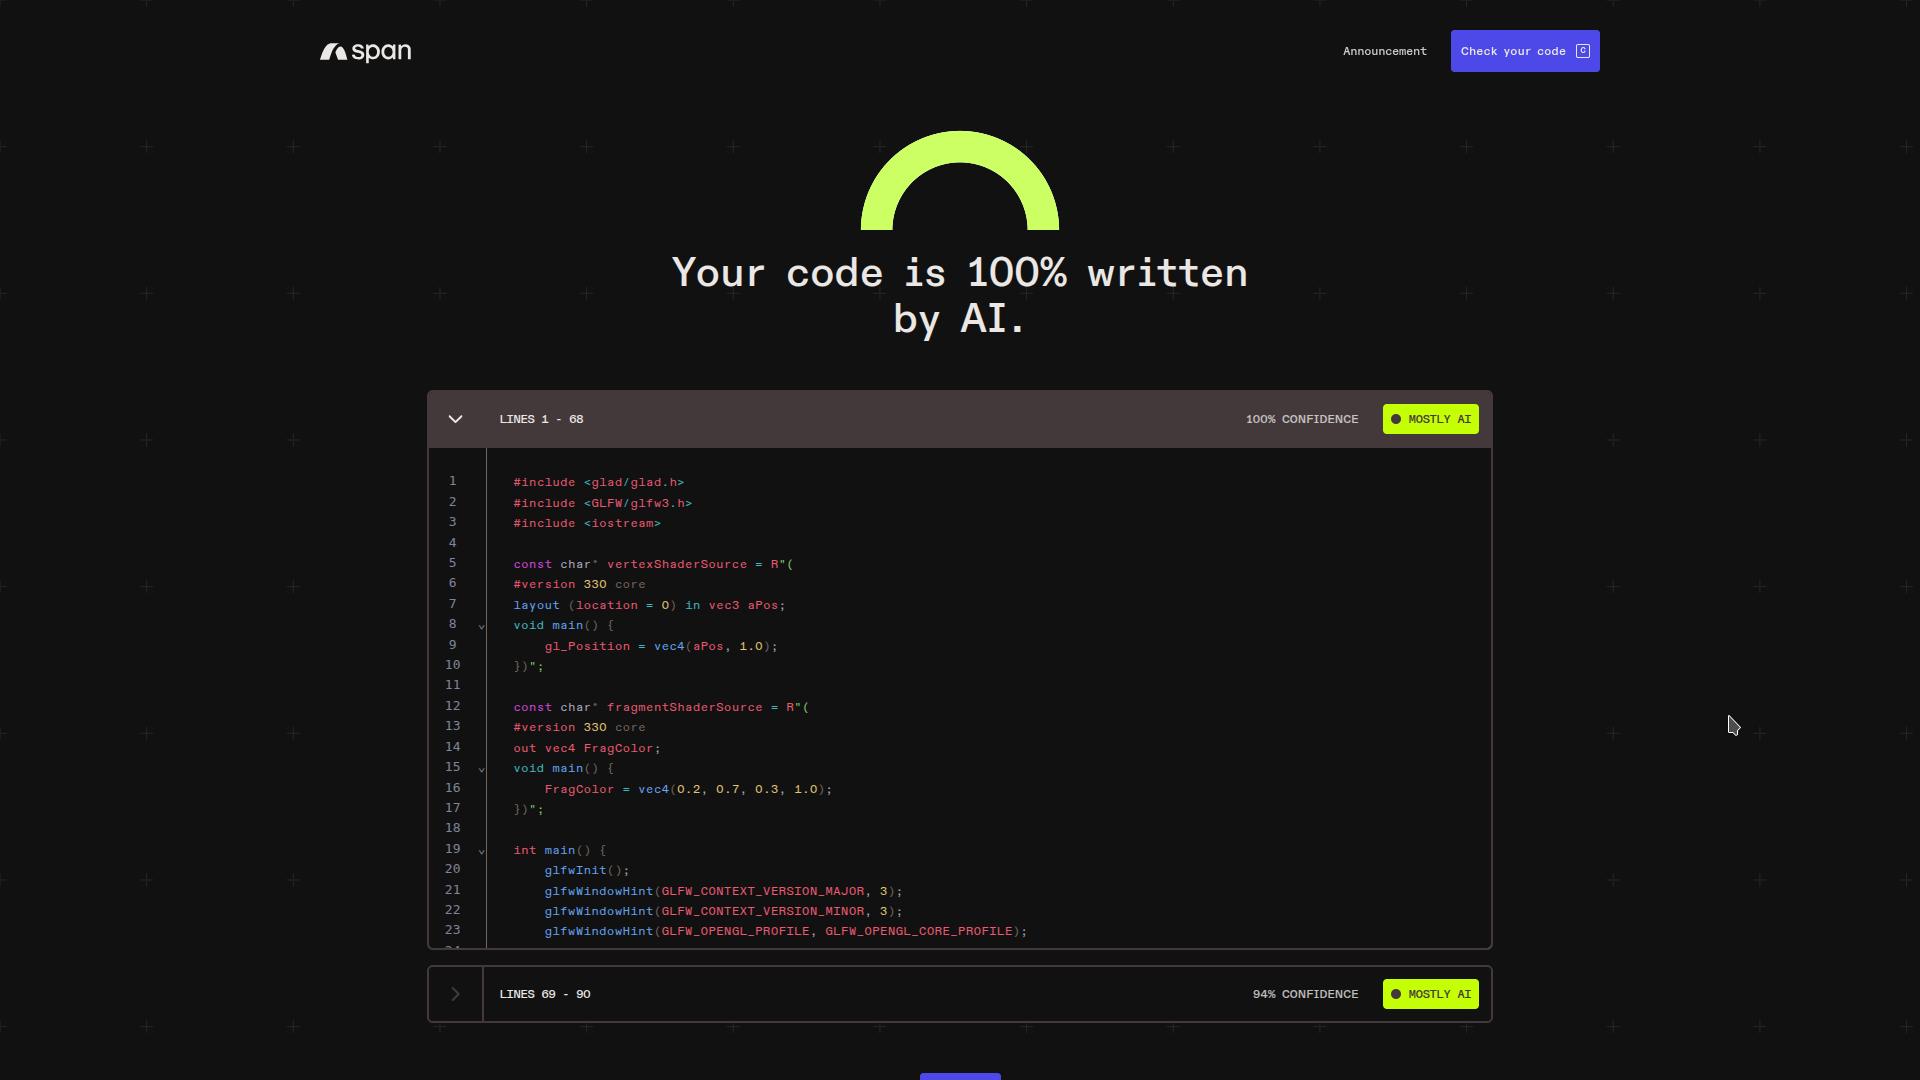 span
Announcement
Check your code C
Your code is 100% written
by AI.
LINES 1 - 68 100% CONFIDENCE MOSTLY AI
1 #include <glad/glad.h>
2 #include <GLFW/glfw3.h>
3 #include <iostream>
4
5 const char* vertexShaderSource = R"(
6 #version 330 core
7 layout (location = 0) in vec3 aPos;
8 void main() {
9     gl_Position = vec4(aPos, 1.0);
10 })";
11
12 const char* fragmentShaderSource = R"(
13 #version 330 core
14 out vec4 FragColor;
15 void main() {
16     FragColor = vec4(0.2, 0.7, 0.3, 1.0);
17 })";
18
19 int main() {
20     glfwInit();
21     glfwWindowHint(GLFW_CONTEXT_VERSION_MAJOR, 3);
22     glfwWindowHint(GLFW_CONTEXT_VERSION_MINOR, 3);
23     glfwWindowHint(GLFW_OPENGL_PROFILE, GLFW_OPENGL_CORE_PROFILE);
LINES 69 - 90 94% CONFIDENCE MOSTLY AI